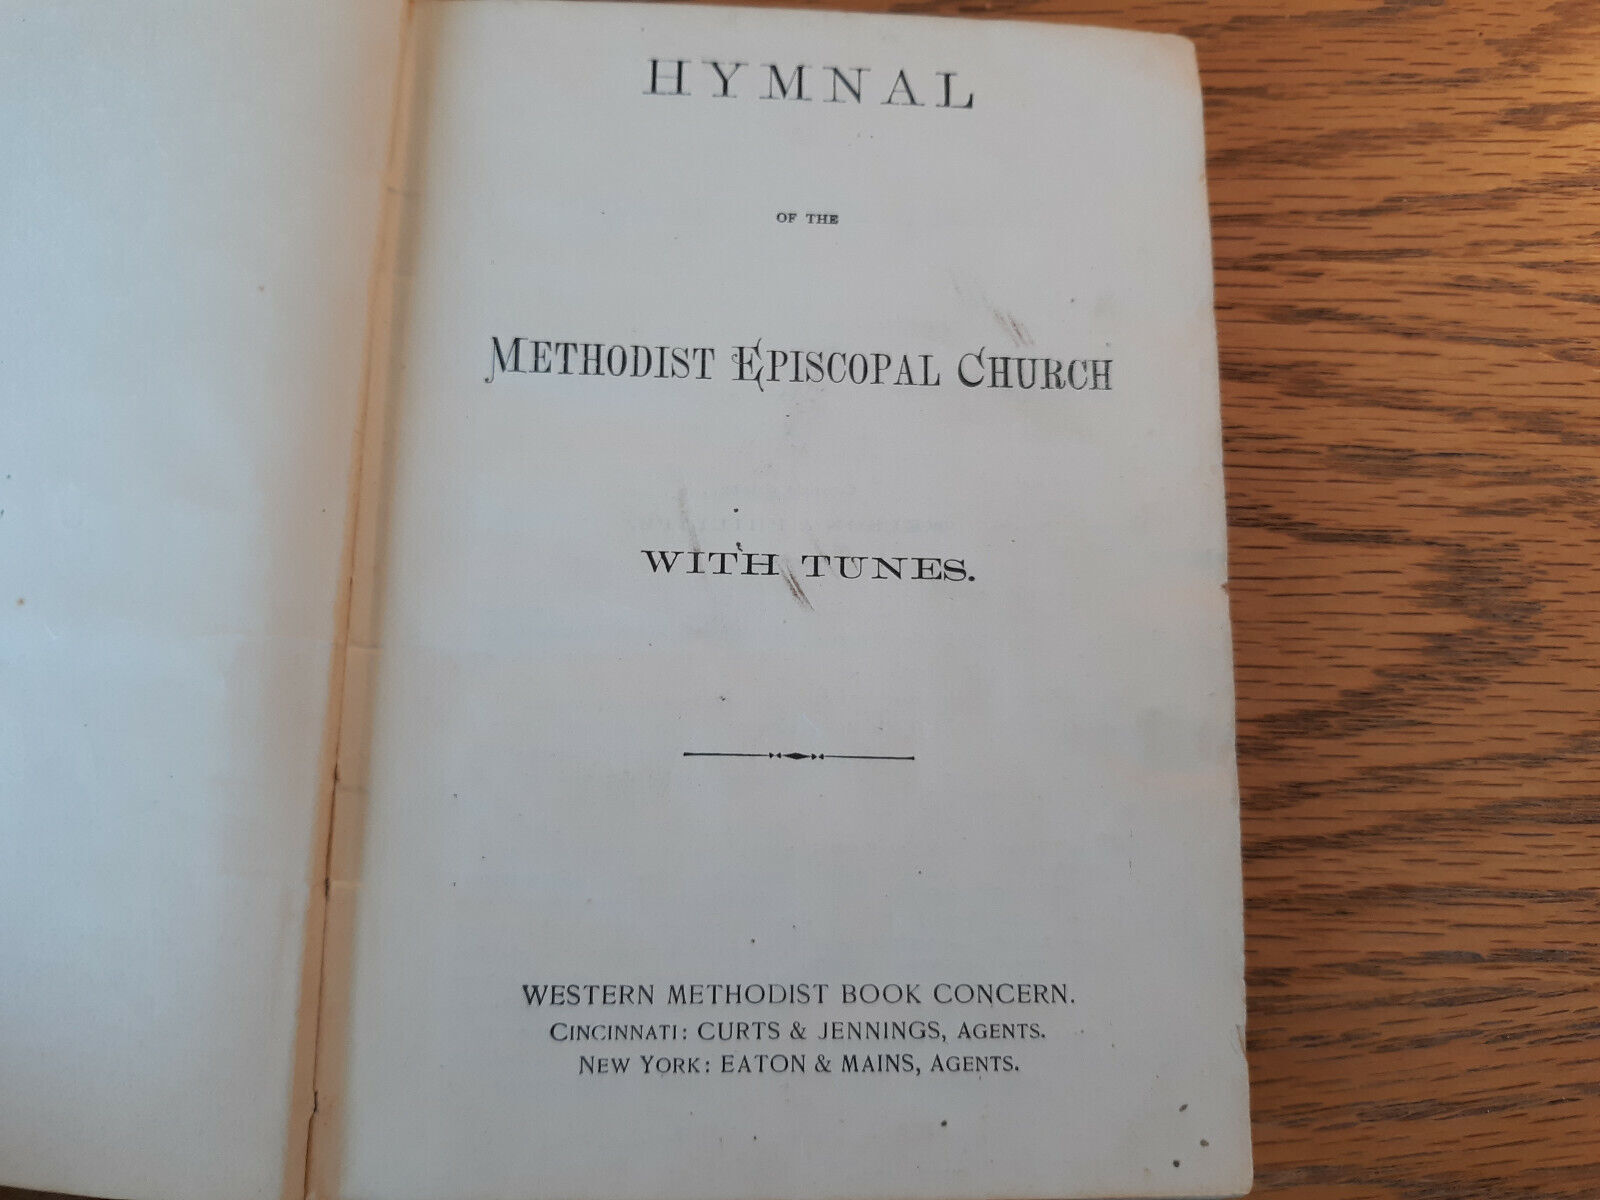 HYMNAL
OF THE
METHODIST EPISCOPAL CHURCH
WITH TUNES.
WESTERN METHODIST BOOK CONCERN.
CINCINNATI: CURTS & JENNINGS, AGENTS.
NEW YORK: EATON & MAINS, AGENTS.